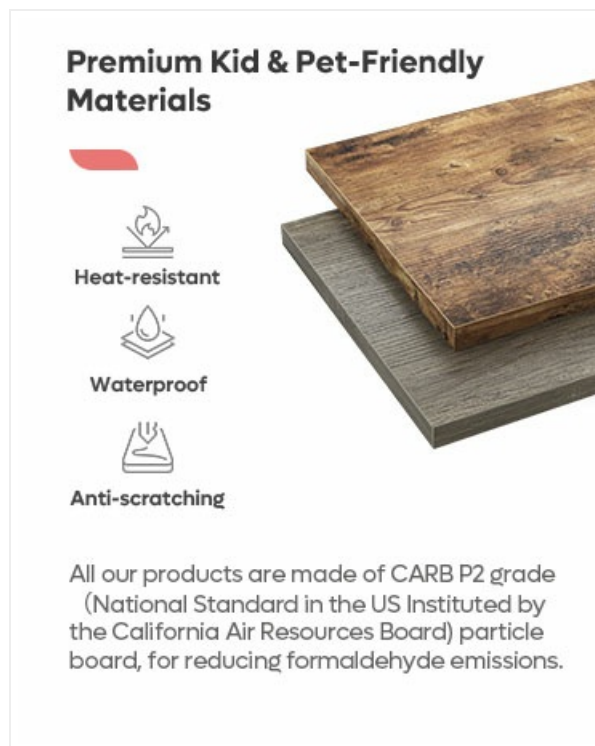 Premium Kid & Pet-Friendly
Materials
Heat-resistant
Waterproof
Anti-scratching
All our products are made of CARB P2 grade
（National Standard in the US Instituted by
the California Air Resources Board) particle
board, for reducing formaldehyde emissions.